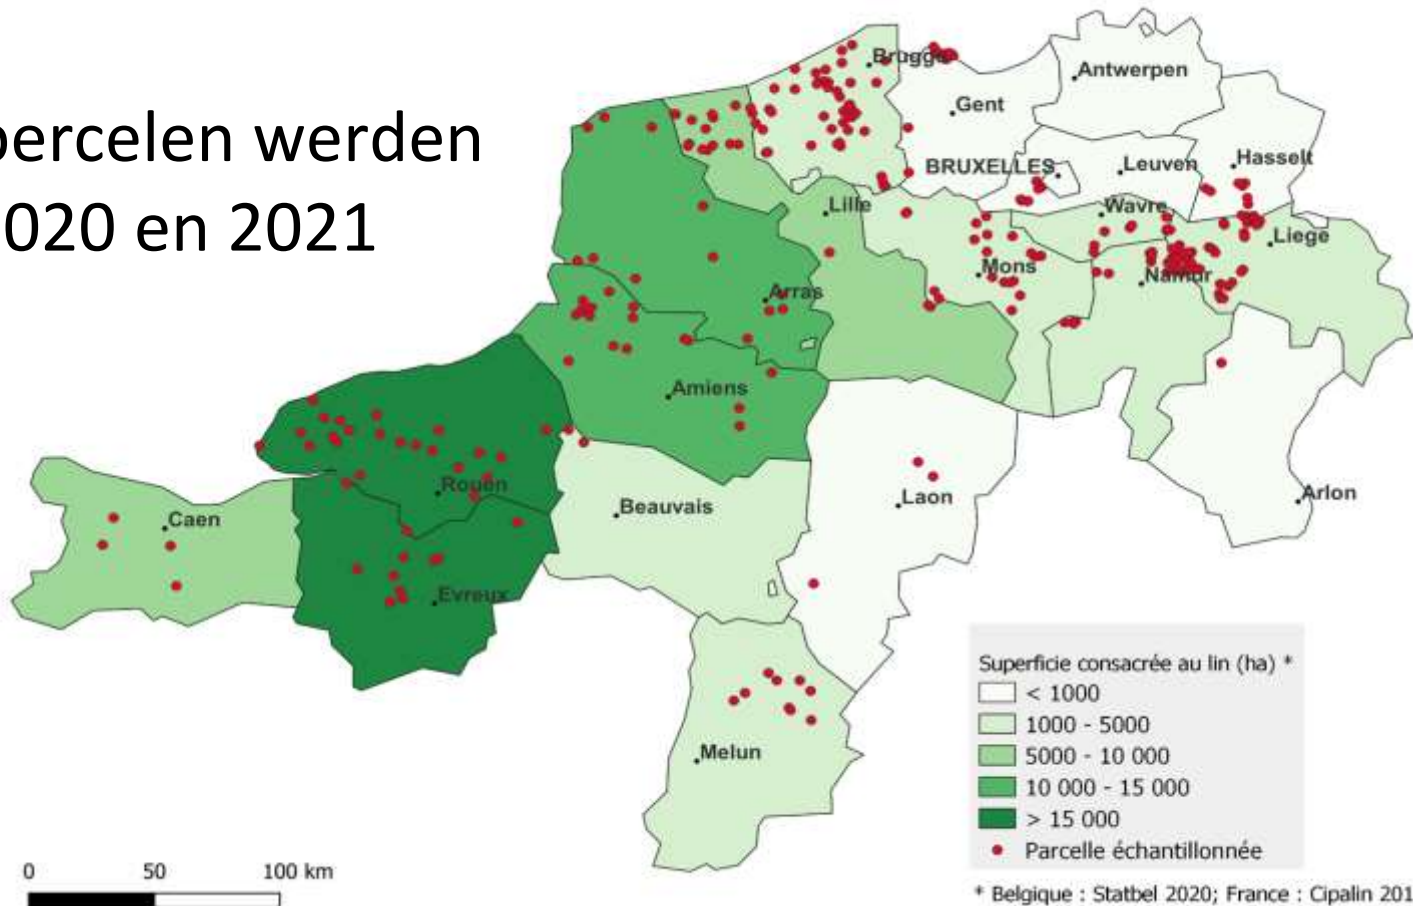 percelen werden
020 en 2021
Brugge
Antwerpen
Gent
BRUXELLES
Leuven
Hasselt
Lille
Wavre
Liege
Mons
Namur
Arras
Amiens
Rouen
Caen
Beauvais
Laon
Arlon
Evreux
Melun
Superficie consacrée au lin (ha) *
< 1000
1000 - 5000
5000 - 10 000
10 000 - 15 000
> 15 000
Parcelle échantillonnée
0 50 100 km
* Belgique : Statbel 2020; France : Cipalin 201